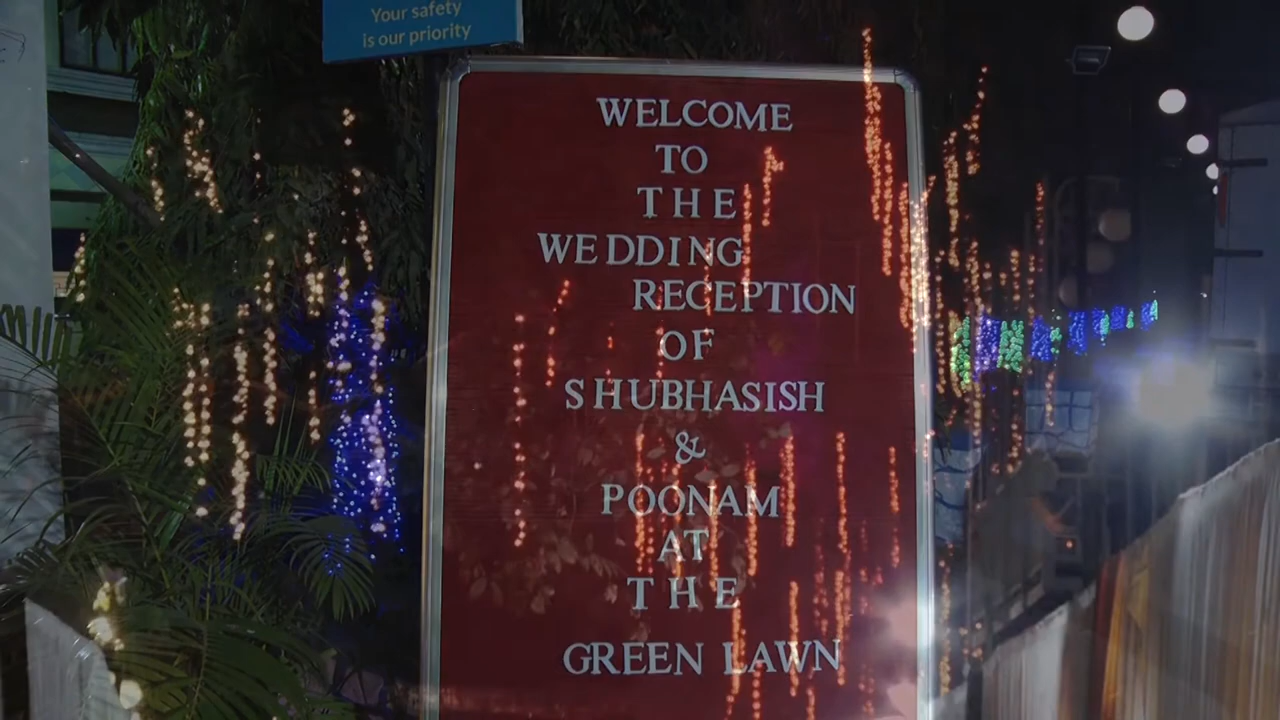 Your safety
is our priority
WELCOME
TO
THE
WEDDING
RECEPTION
OF
SHUBHASISH
&
POONAM
AT
THE
GREEN LAWN